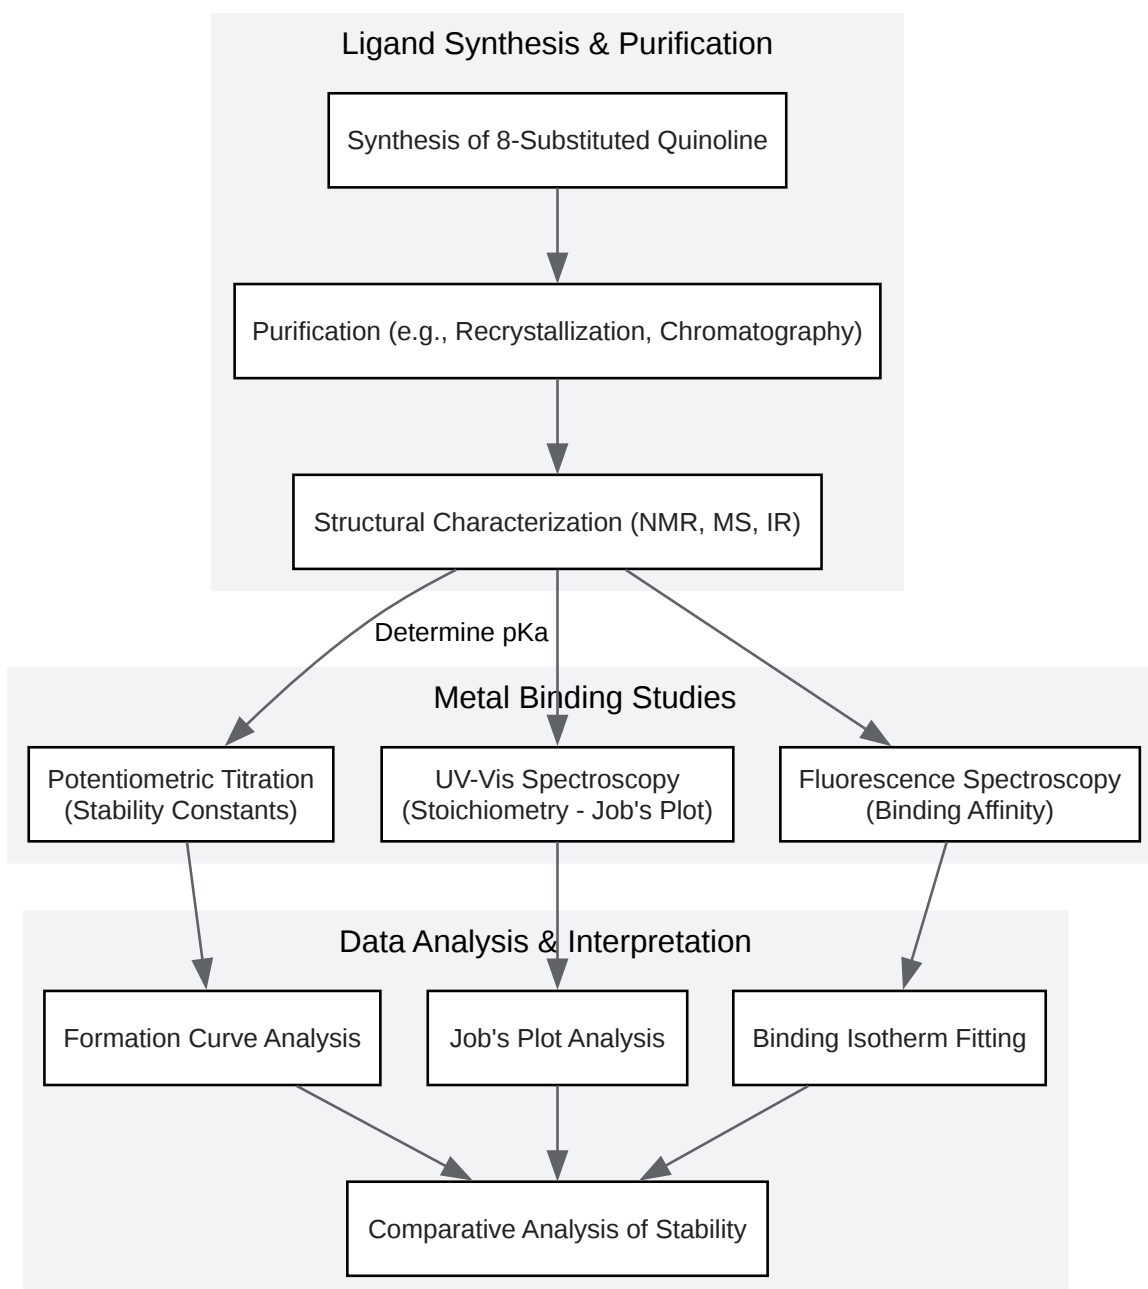 Ligand Synthesis & Purification
Synthesis of 8-Substituted Quinoline
Purification (e.g., Recrystallization, Chromatography)
Structural Characterization (NMR, MS, IR)
Determine pKa
Metal Binding Studies
Potentiometric Titration
(Stability Constants)
UV-Vis Spectroscopy
(Stoichiometry - Job's Plot)
Fluorescence Spectroscopy
(Binding Affinity)
Data Analysis & Interpretation
Formation Curve Analysis
Job's Plot Analysis
Binding Isotherm Fitting
Comparative Analysis of Stability